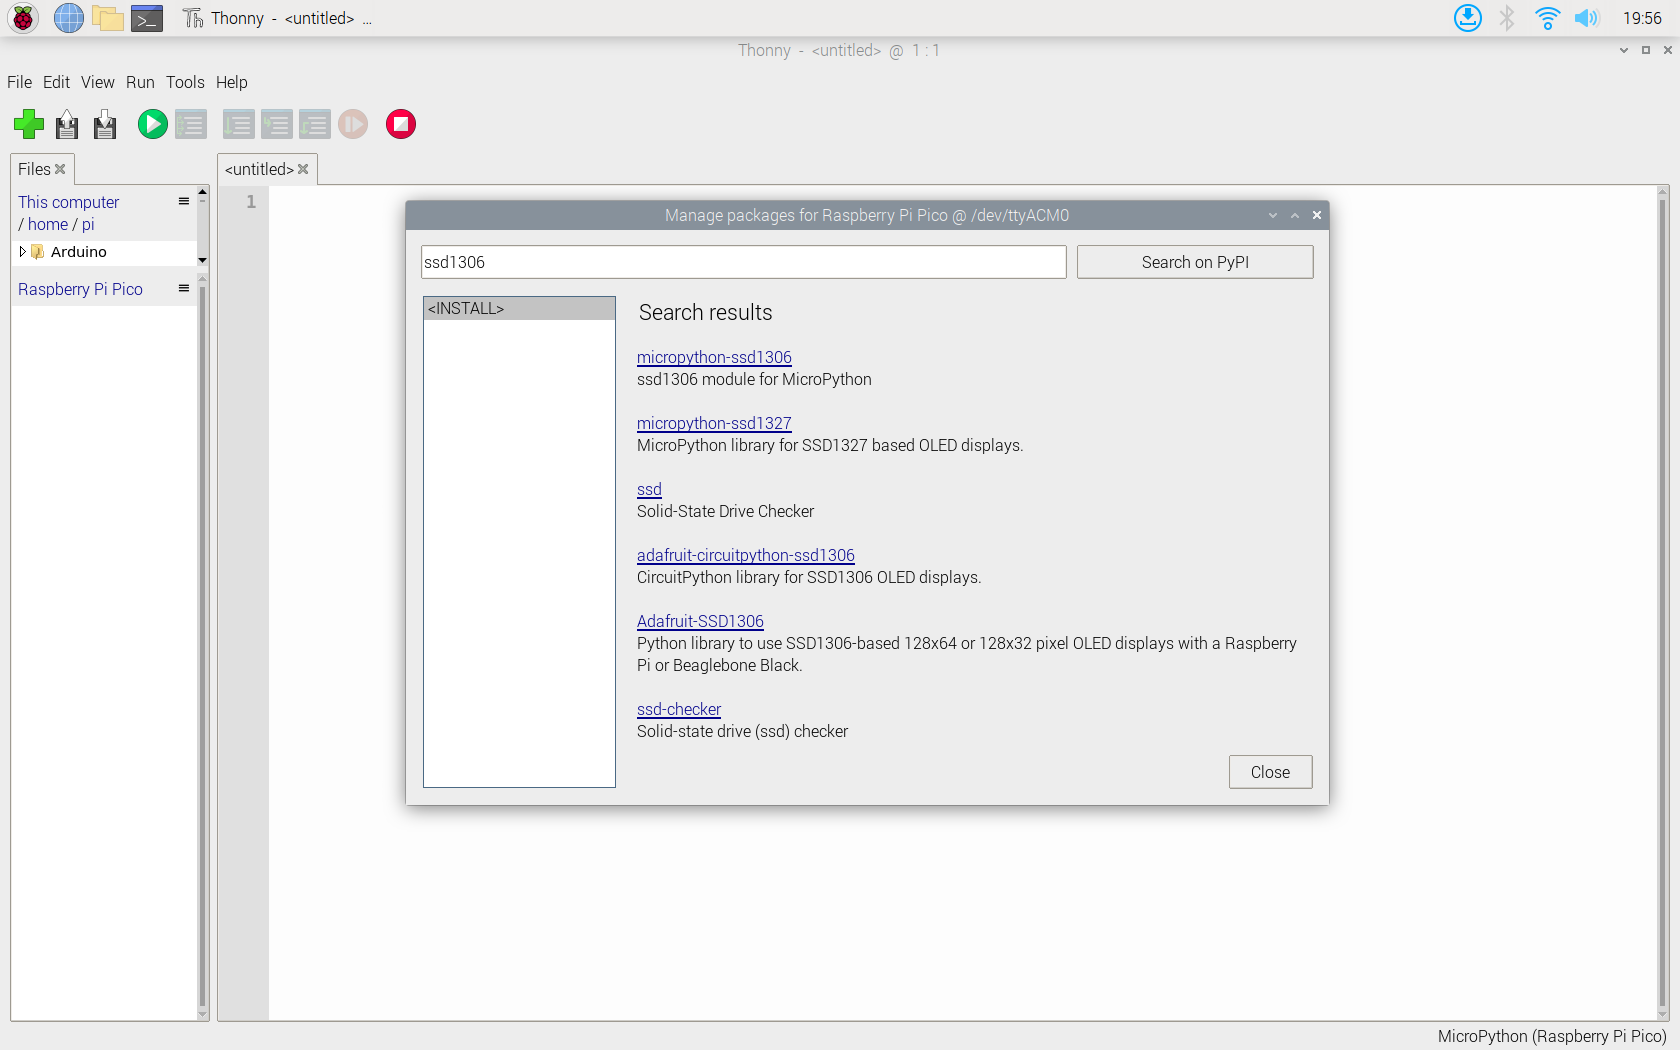 Thonny - <untitled> ...
19:56
Thonny - <untitled> @ 1 : 1
File Edit View Run Tools Help
Files
<untitled>
This computer
/ home / pi
Arduino
Raspberry Pi Pico
1
Manage packages for Raspberry Pi Pico @ /dev/ttyACM0
ssd1306
Search on PyPI
<INSTALL>
Search results
micropython-ssd1306
ssd1306 module for MicroPython
micropython-ssd1327
MicroPython library for SSD1327 based OLED displays.
ssd
Solid-State Drive Checker
adafruit-circuitpython-ssd1306
CircuitPython library for SSD1306 OLED displays.
Adafruit-SSD1306
Python library to use SSD1306-based 128x64 or 128x32 pixel OLED displays with a Raspberry
Pi or Beaglebone Black.
ssd-checker
Solid-state drive (ssd) checker
Close
MicroPython (Raspberry Pi Pico)